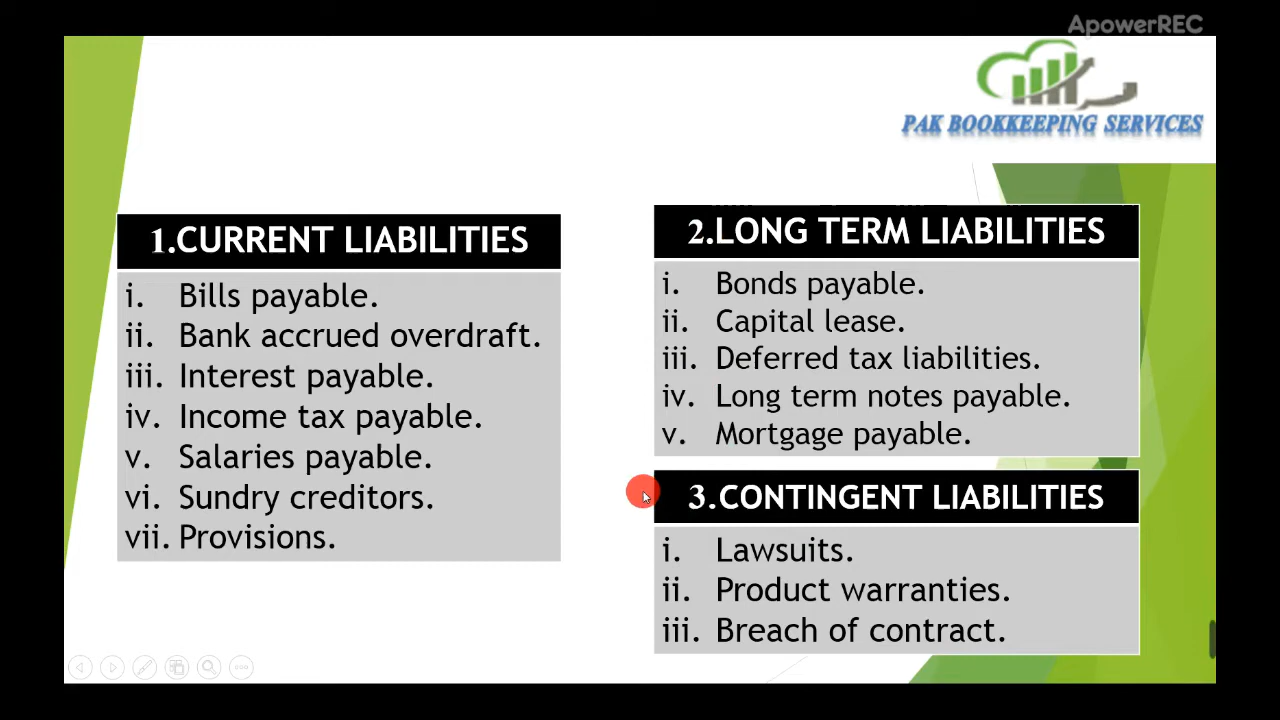 ApowerREC
PAK BOOKKEEPING SERVICES
1.CURRENT LIABILITIES
i. Bills payable.
ii. Bank accrued overdraft.
iii. Interest payable.
iv. Income tax payable.
v. Salaries payable.
vi. Sundry creditors.
vii. Provisions.
2.LONG TERM LIABILITIES
i. Bonds payable.
ii. Capital lease.
iii. Deferred tax liabilities.
iv. Long term notes payable.
v. Mortgage payable.
3.CONTINGENT LIABILITIES
i. Lawsuits.
ii. Product warranties.
iii. Breach of contract.